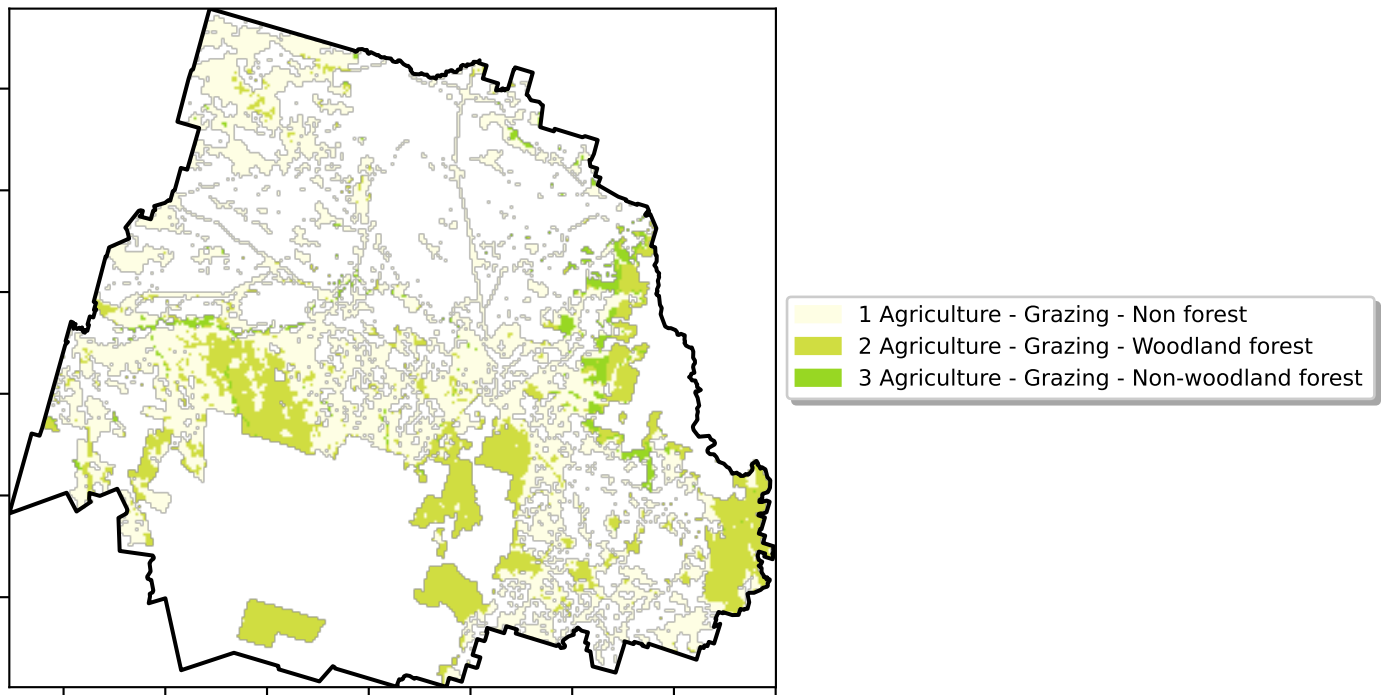 1 Agriculture - Grazing - Non forest
2 Agriculture - Grazing - Woodland forest
3 Agriculture - Grazing - Non-woodland forest